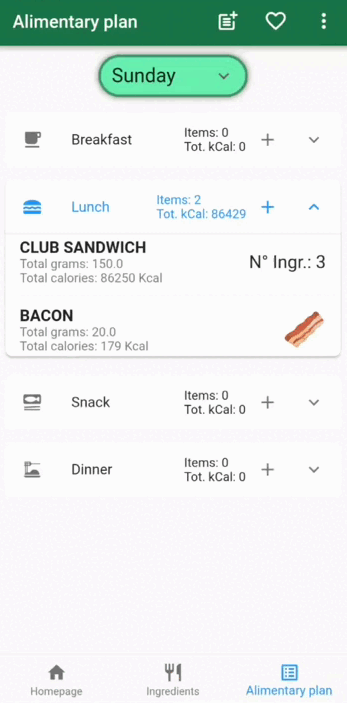 Alimentary plan
Sunday
Breakfast
Items: 0
Tot. kCal: 0
Lunch
Items: 2
Tot. kCal: 86429
CLUB SANDWICH
Total grams: 150.0
Total calories: 86250 Kcal
N° Ingr.: 3
BACON
Total grams: 20.0
Total calories: 179 Kcal
Snack
Items: 0
Tot. kCal: 0
Dinner
Items: 0
Tot. kCal: 0
Homepage
Ingredients
Alimentary plan